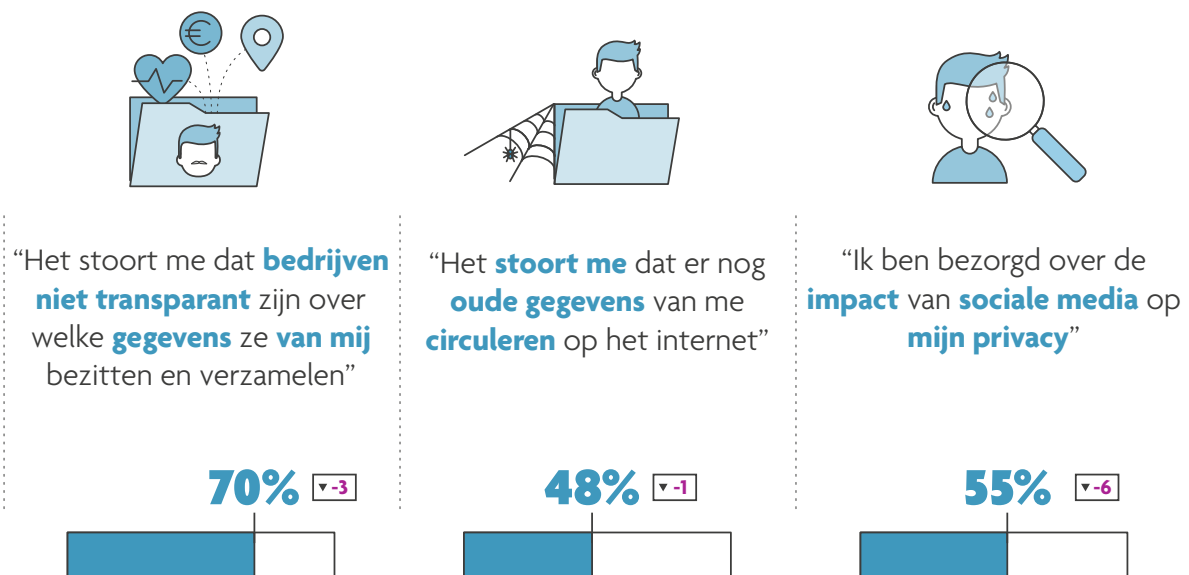 “Het stoort me dat bedrijven
niet transparant zijn over
welke gegevens ze van mij
bezitten en verzamelen”
70% ▼-3
“Het stoort me dat er nog
oude gegevens van me
circuleren op het internet”
48% ▼-1
“Ik ben bezorgd over de
impact van sociale media op
mijn privacy”
55% ▼-6